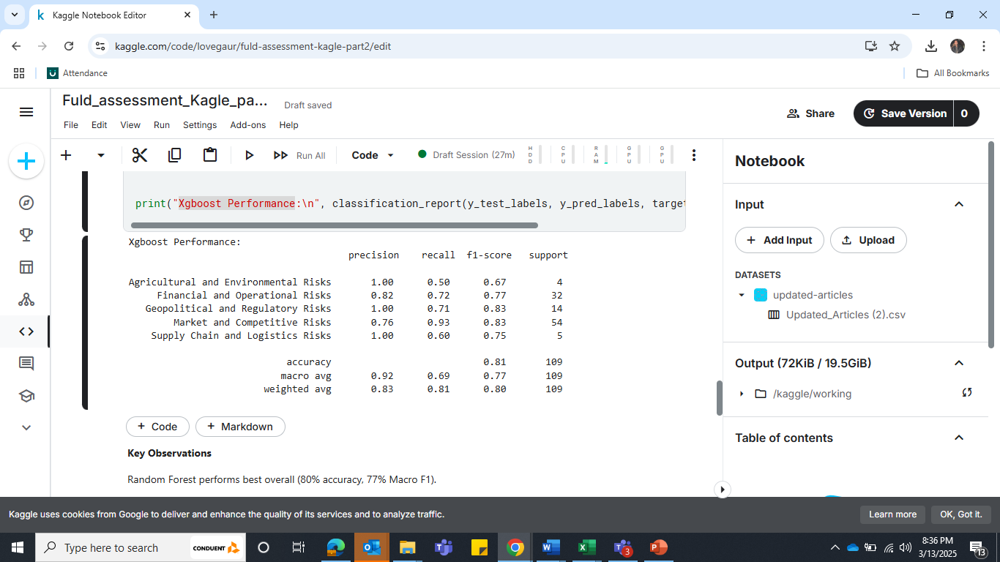 Kaggle Notebook Editor
kaggle.com/code/lovegaur/fuld-assessment-kagle-part2/edit
Attendance
All Bookmarks
Fuld_assessment_Kagle_pa...
Draft saved
File Edit View Run Settings Add-ons Help
Share
Save Version 0
Run All
Code
Draft Session (27m)
HDD
CPU
RAM
GPU
GPU
print("Xgboost Performance:\n", classification_report(y_test_labels, y_pred_labels, target
Xgboost Performance:
precision recall f1-score support
Agricultural and Environmental Risks 1.00 0.50 0.67 4
Financial and Operational Risks 0.82 0.72 0.77 32
Geopolitical and Regulatory Risks 1.00 0.71 0.83 14
Market and Competitive Risks 0.76 0.93 0.83 54
Supply Chain and Logistics Risks 1.00 0.60 0.75 5
accuracy 0.81 109
macro avg 0.92 0.69 0.77 109
weighted avg 0.83 0.81 0.80 109
+ Code
+ Markdown
Key Observations
Random Forest performs best overall (80% accuracy, 77% Macro F1).
Notebook
Input
+ Add Input
Upload
DATASETS
updated-articles
Updated_Articles (2).csv
Output (72KiB / 19.5GiB)
/kaggle/working
Table of contents
Kaggle uses cookies from Google to deliver and enhance the quality of its services and to analyze traffic.
Learn more
OK, Got it.
Type here to search
CONDUENT
3
8:36 PM
3/13/2025
13